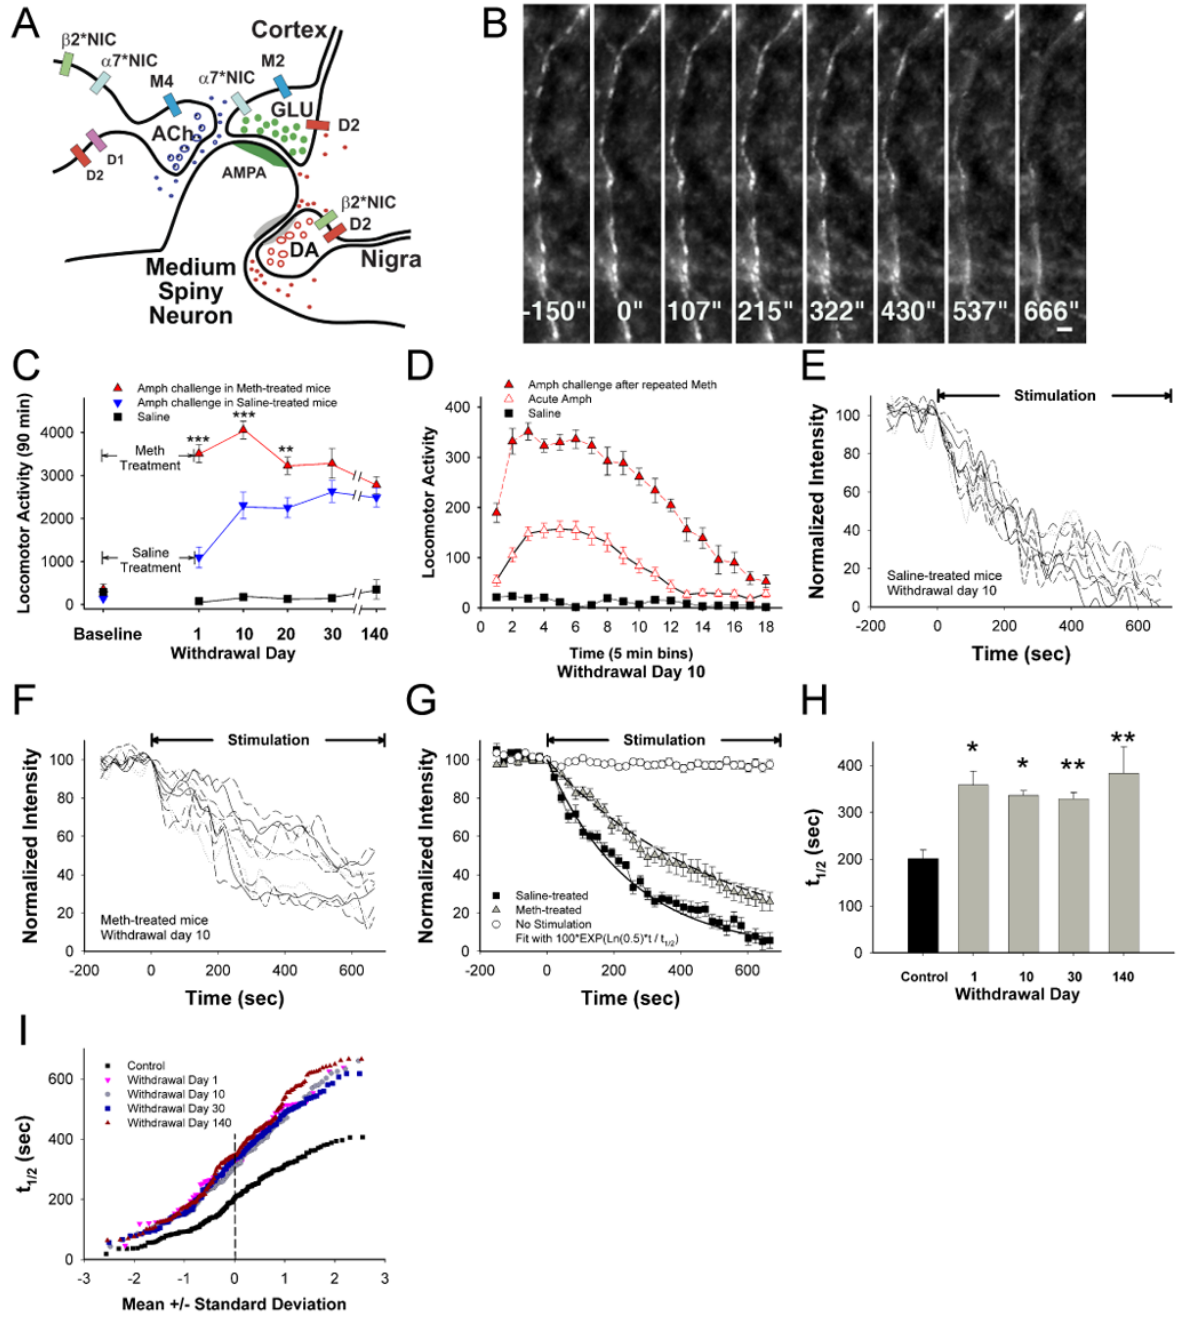 A
Cortex
β2*NIC
α7*NIC
M4
α7*NIC
M2
GLU
ACh
D2
D1
D2
AMPA
β2*NIC
D2
DA
Nigra
Medium
Spiny
Neuron
B
-150"
0"
107"
215"
322"
430"
537"
666"
C
Amph challenge in Meth-treated mice
Amph challenge in Saline-treated mice
Saline
Locomotor Activity (90 min)
4000
3000
2000
1000
0
***
***
**
Meth
Treatment
Saline
Treatment
Baseline
1
10
20
30
140
Withdrawal Day
D
Amph challenge after repeated Meth
Acute Amph
Saline
Locomotor Activity
400
300
200
100
0
0 2 4 6 8 10 12 14 16 18
Time (5 min bins)
Withdrawal Day 10
E
Stimulation
Normalized Intensity
100
80
60
40
20
0
Saline-treated mice
Withdrawal day 10
-200 0 200 400 600
Time (sec)
F
Stimulation
Normalized Intensity
100
80
60
40
20
0
Meth-treated mice
Withdrawal day 10
-200 0 200 400 600
Time (sec)
G
Stimulation
Normalized Intensity
100
80
60
40
20
0
Saline-treated
Meth-treated
No Stimulation
Fit with 100*EXP(Ln(0.5)*t / t1/2)
-200 0 200 400 600
Time (sec)
H
t1/2 (sec)
400
300
200
100
0
*
*
**
**
Control 1 10 30 140
Withdrawal Day
I
Control
Withdrawal Day 1
Withdrawal Day 10
Withdrawal Day 30
Withdrawal Day 140
t1/2 (sec)
600
400
200
0
-3 -2 -1 0 1 2 3
Mean +/- Standard Deviation